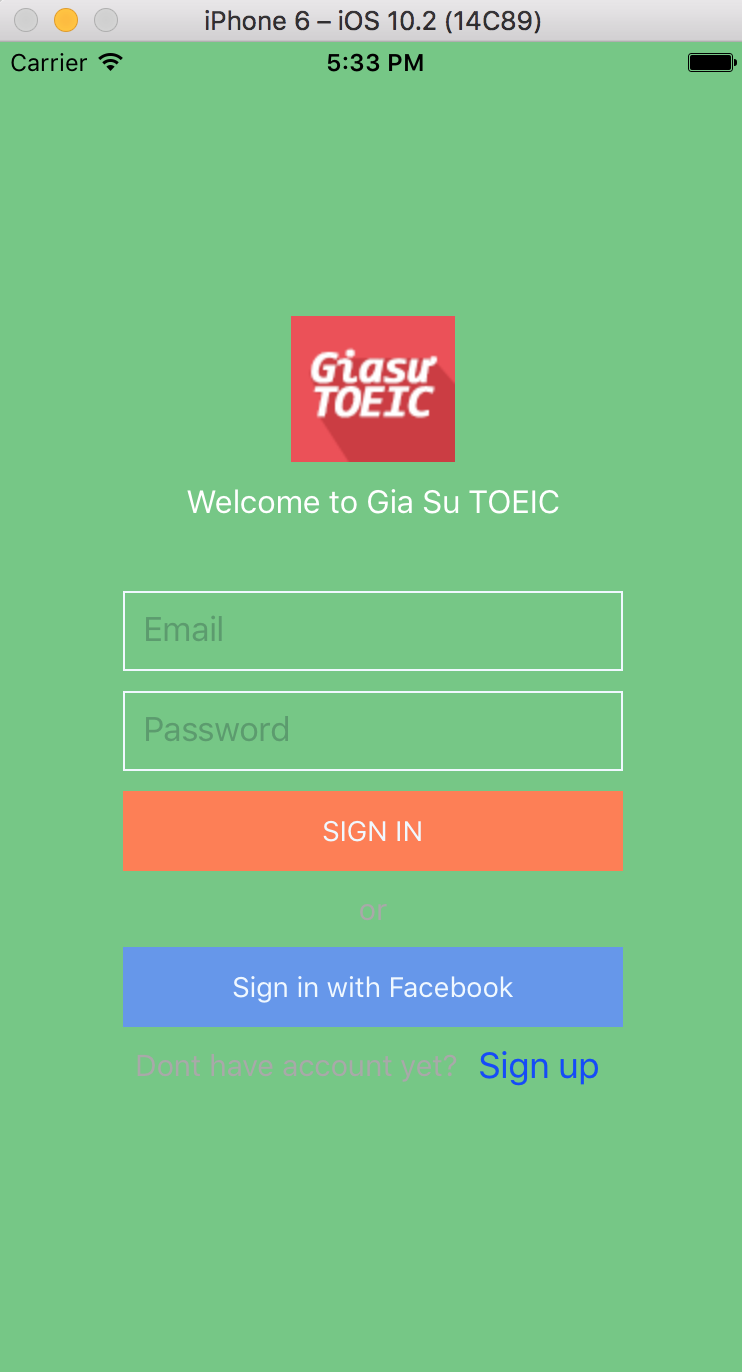 iPhone 6 – iOS 10.2 (14C89)
Carrier 5:33 PM
Giasư
TOEIC
Welcome to Gia Su TOEIC
Email
Password
SIGN IN
or
Sign in with Facebook
Dont have account yet? Sign up